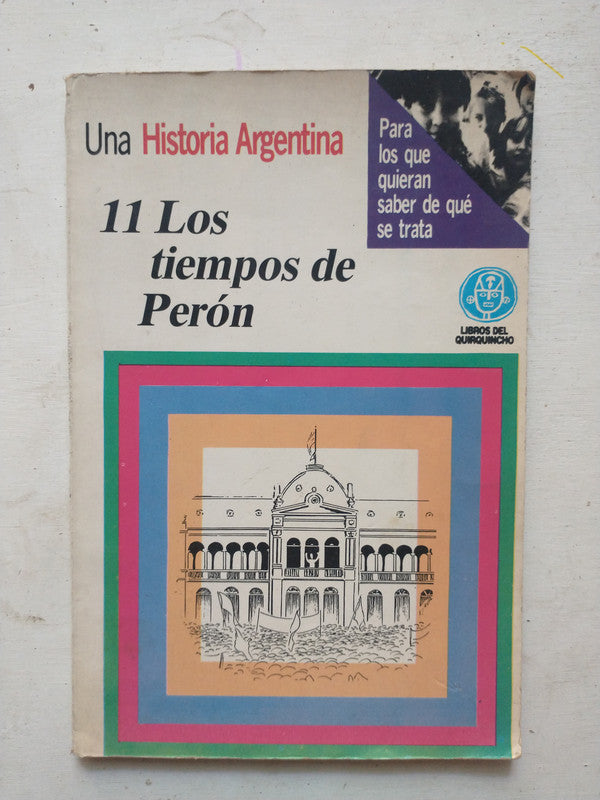 Una Historia Argentina
11 Los
tiempos de
Perón
Para
los que
quieran
saber de qué
se trata
LIBROS DEL
QUIRQUINCHO